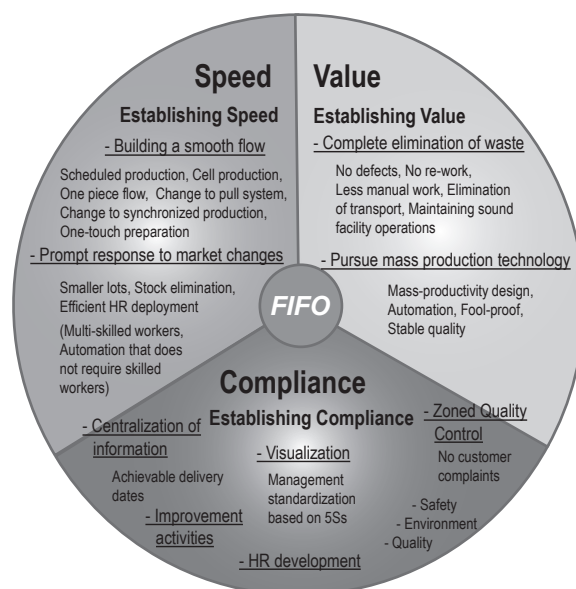 Speed
Establishing Speed
- Building a smooth flow
Scheduled production, Cell production,
One piece flow, Change to pull system,
Change to synchronized production,
One-touch preparation
- Prompt response to market changes
Smaller lots, Stock elimination,
Efficient HR deployment
(Multi-skilled workers,
Automation that does
not require skilled
workers)
Value
Establishing Value
- Complete elimination of waste
No defects, No re-work,
Less manual work, Elimination
of transport, Maintaining sound
facility operations
- Pursue mass production technology
Mass-productivity design,
Automation, Fool-proof,
Stable quality
FIFO
Compliance
Establishing Compliance
- Centralization of
information
Achievable delivery
dates
- Improvement
activities
- Visualization
Management
standardization
based on 5Ss
- HR development
- Zoned Quality
Control
No customer
complaints
- Safety
- Environment
- Quality